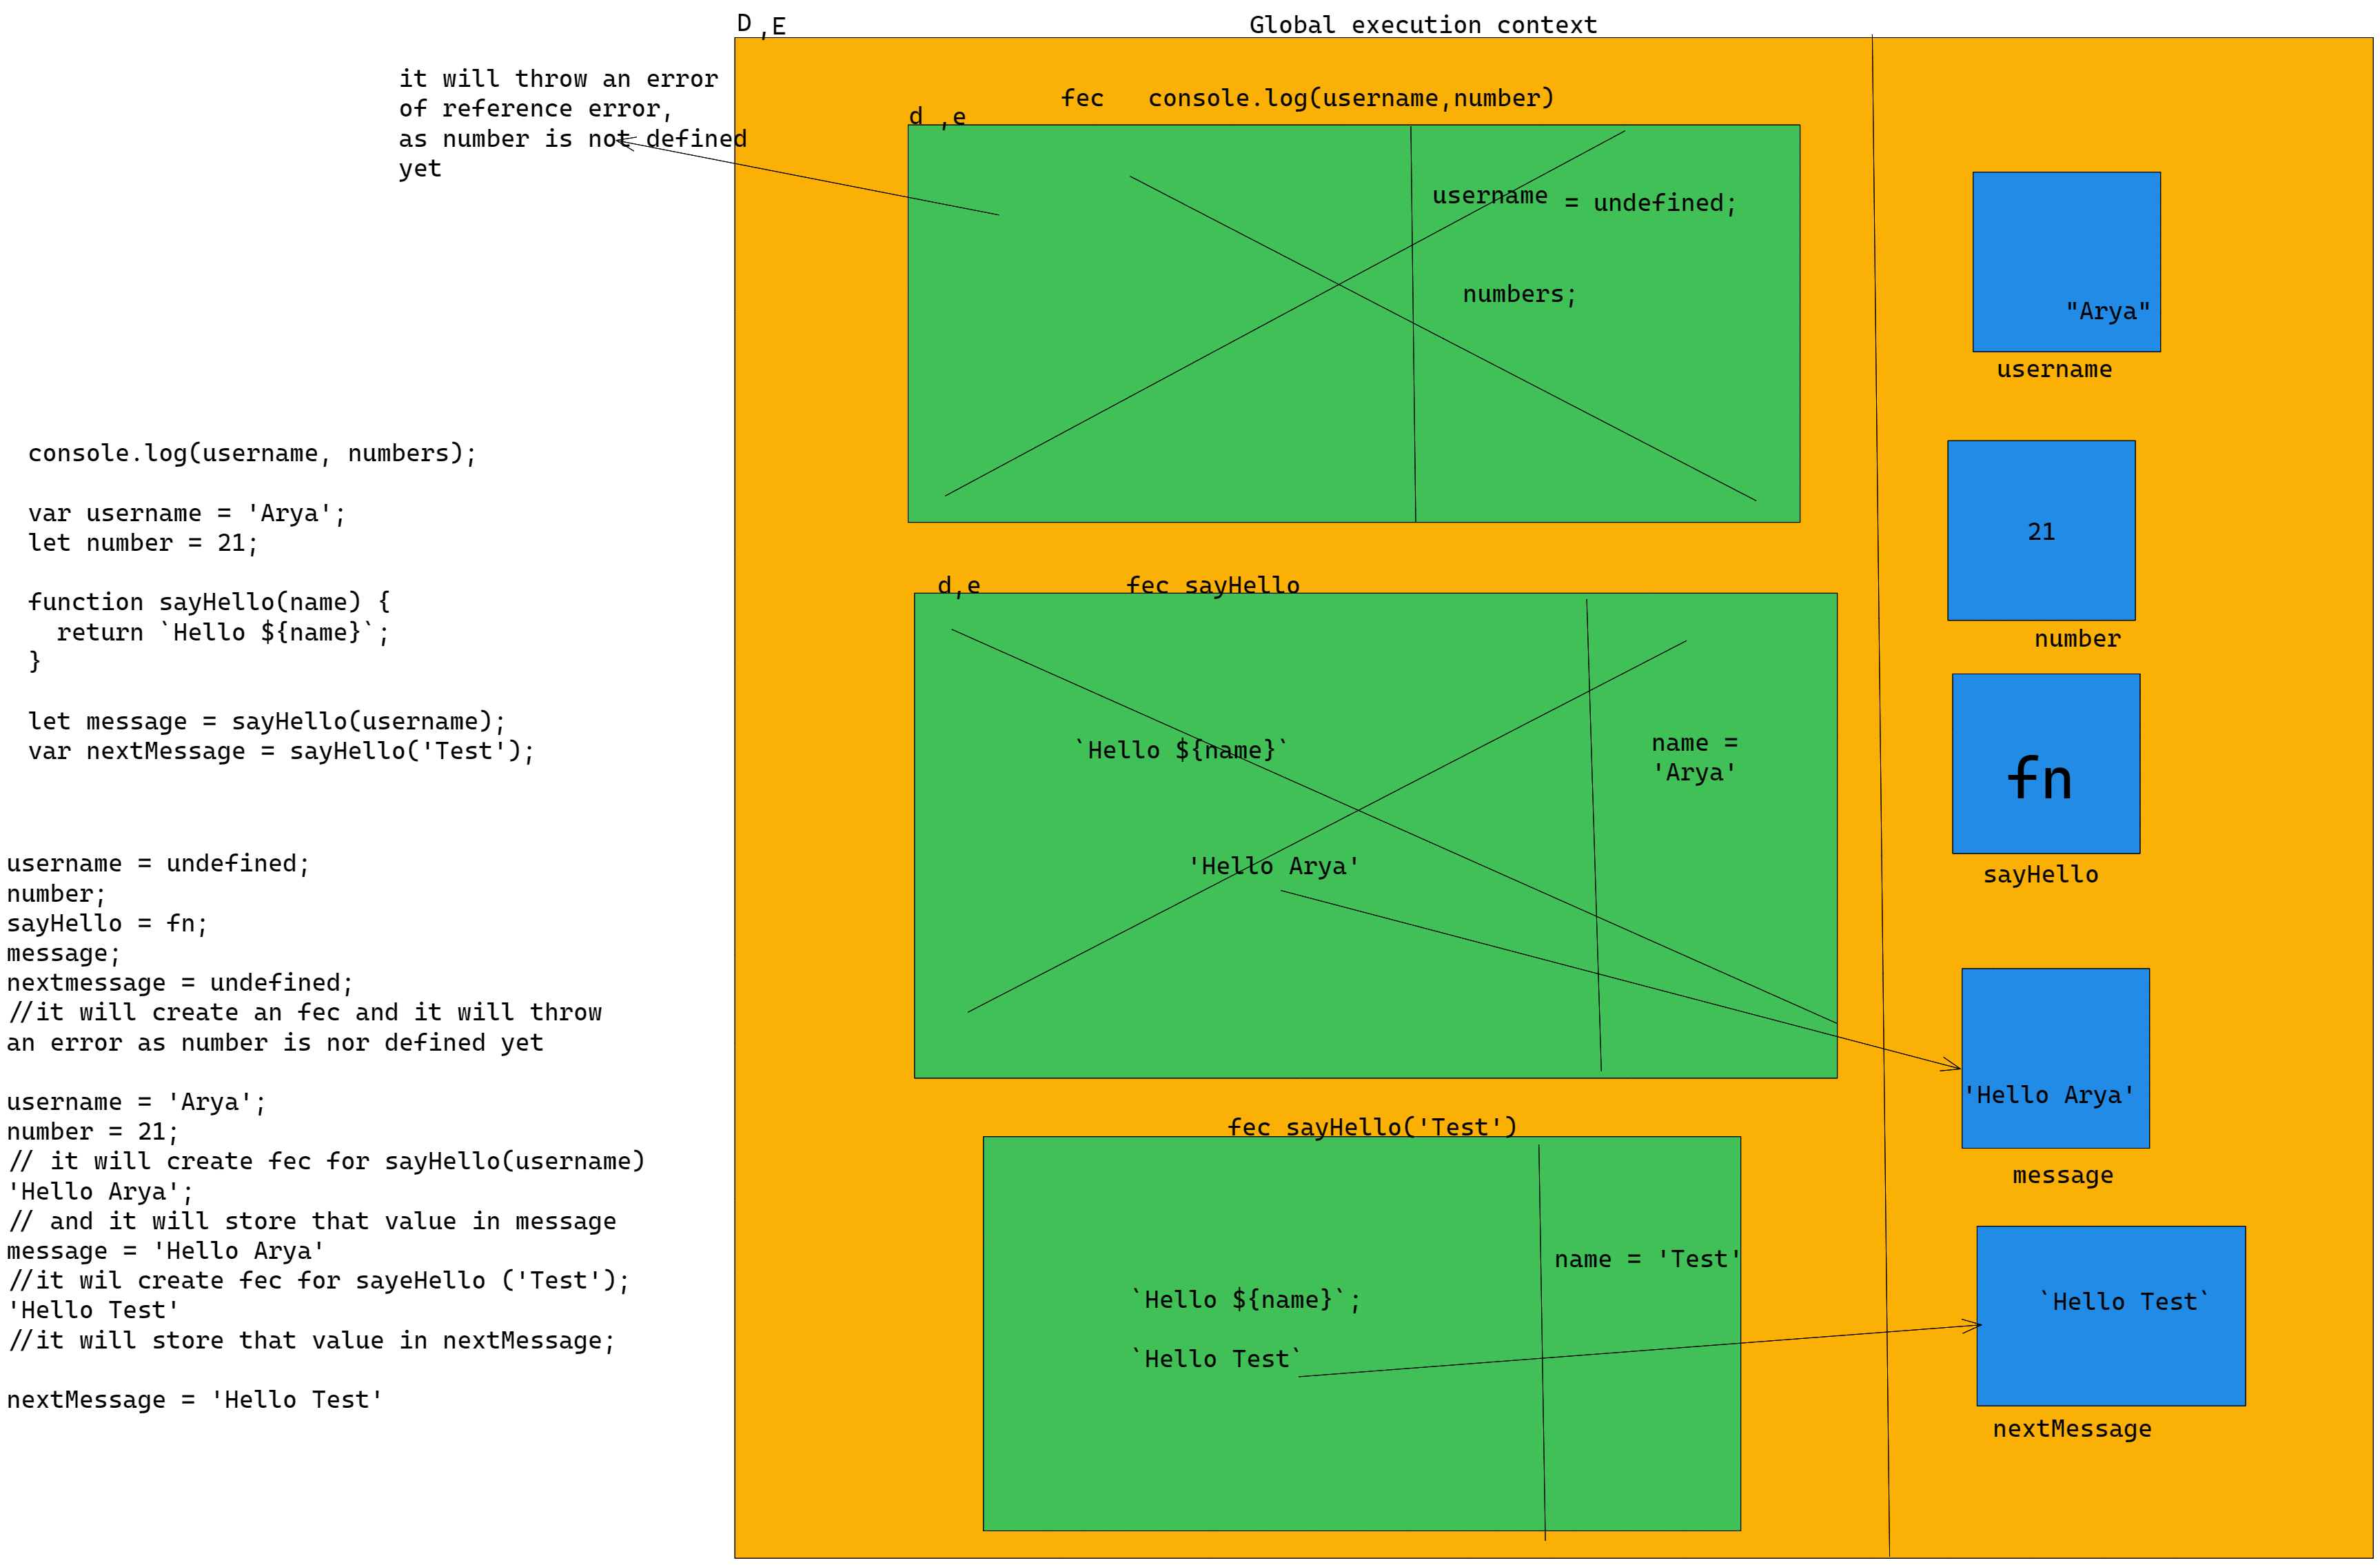 D ,E
Global execution context
it will throw an error
of reference error,
as number is not defined
yet
fec   console.log(username,number)
d ,e
username = undefined;
numbers;
"Arya"
username
console.log(username, numbers);
var username = 'Arya';
let number = 21;
function sayHello(name) {
  return `Hello ${name}`;
}
let message = sayHello(username);
var nextMessage = sayHello('Test');
21
number
d,e
fec sayHello
`Hello ${name}`
name =
'Arya'
'Hello Arya'
fn
sayHello
username = undefined;
number;
sayHello = fn;
message;
nextmessage = undefined;
//it will create an fec and it will throw
an error as number is nor defined yet
username = 'Arya';
number = 21;
// it will create fec for sayHello(username)
'Hello Arya';
// and it will store that value in message
message = 'Hello Arya'
//it wil create fec for sayeHello ('Test');
'Hello Test'
//it will store that value in nextMessage;
nextMessage = 'Hello Test'
'Hello Arya'
message
fec sayHello('Test')
name = 'Test'
`Hello ${name}`;
`Hello Test`
`Hello Test`
nextMessage